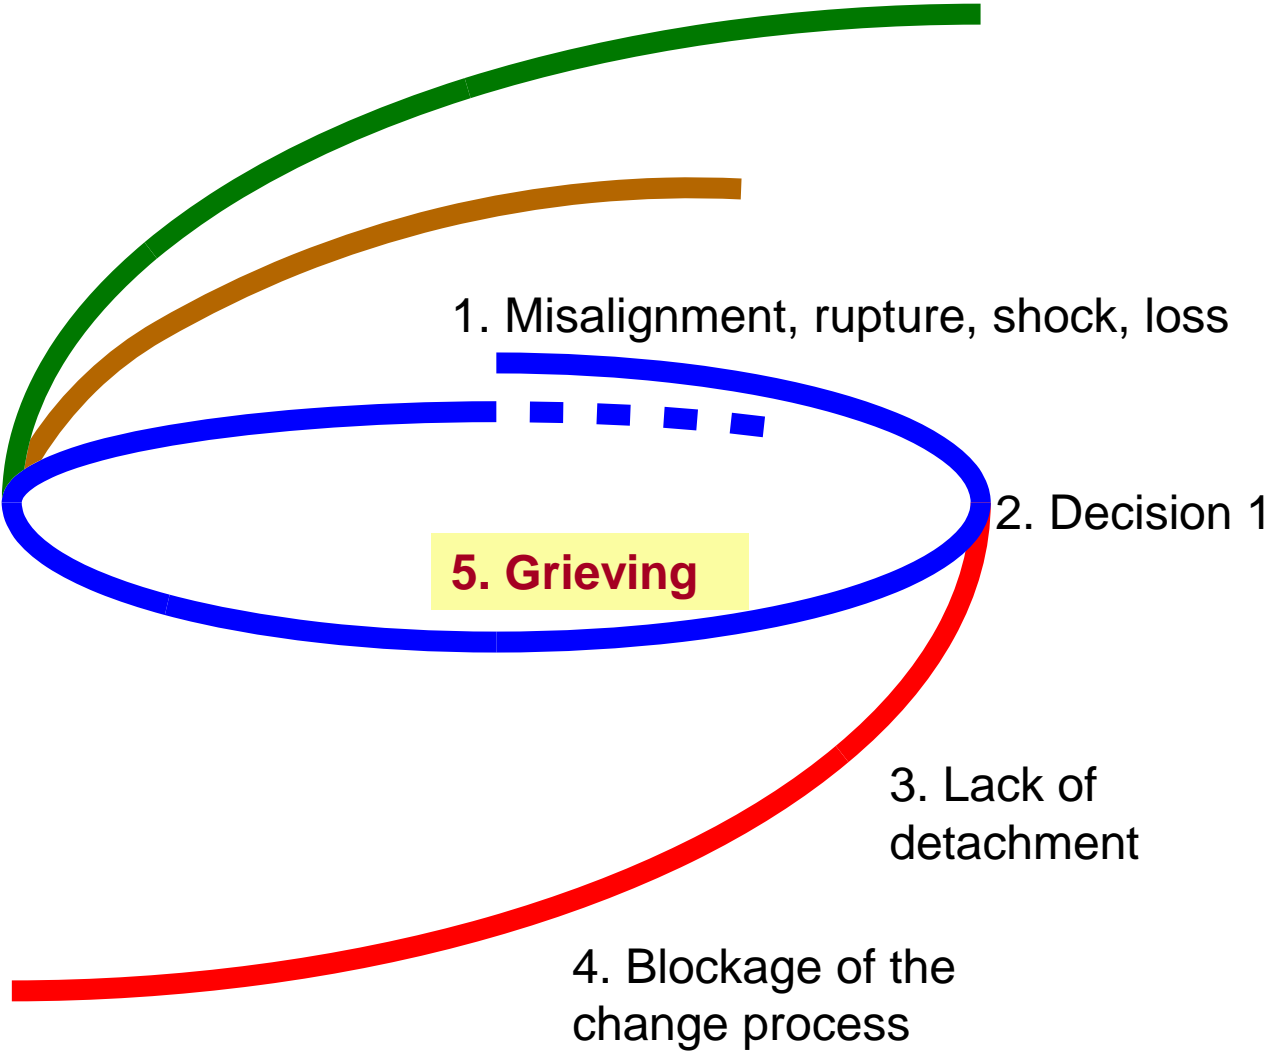 1. Misalignment, rupture, shock, loss
2. Decision 1
5. Grieving
3. Lack of
detachment
4. Blockage of the
change process